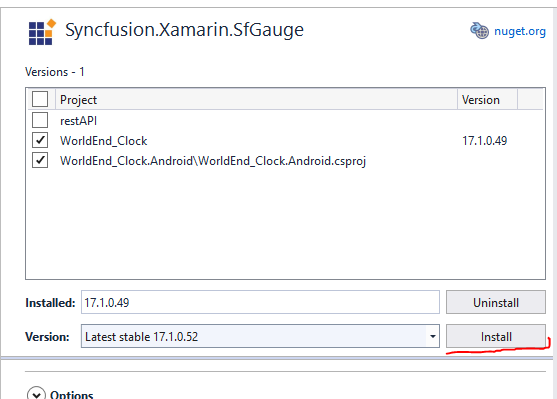 Syncfusion.Xamarin.SfGauge
nuget.org
Versions - 1
Project Version
restAPI
WorldEnd_Clock 17.1.0.49
WorldEnd_Clock.Android\WorldEnd_Clock.Android.csproj
Installed: 17.1.0.49 Uninstall
Version: Latest stable 17.1.0.52 Install
Options